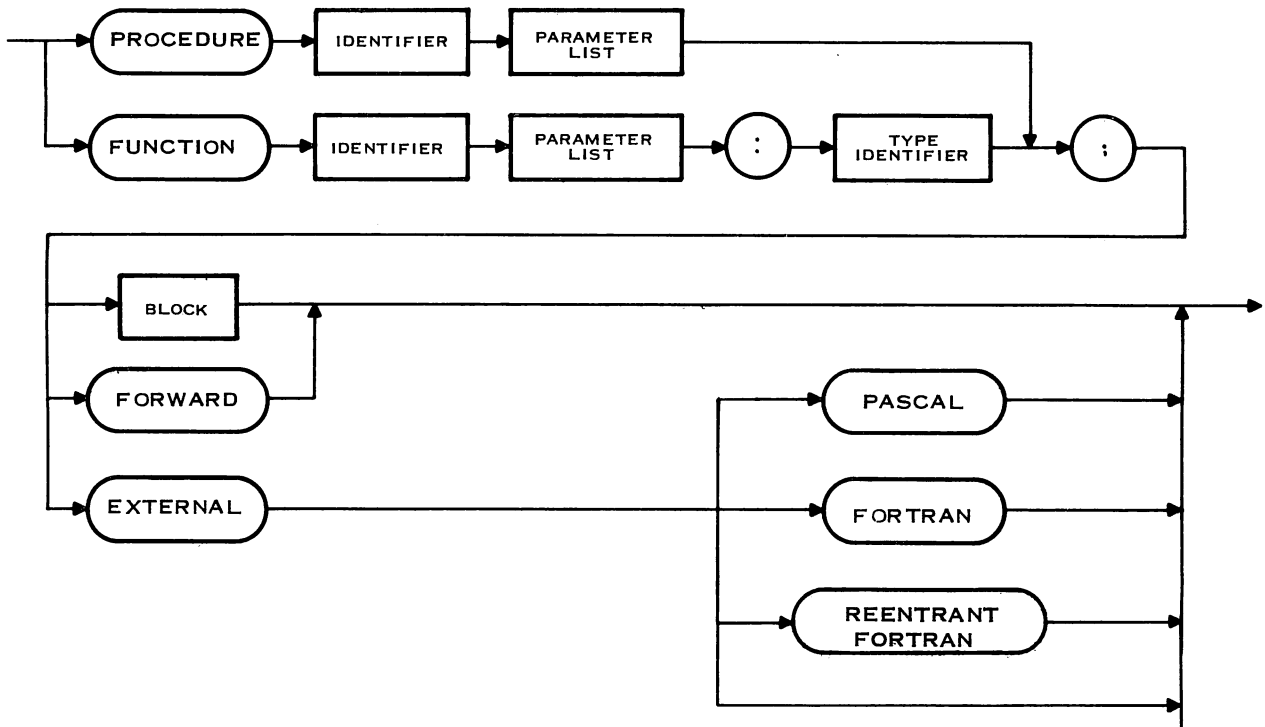 PROCEDURE
IDENTIFIER
PARAMETER
LIST
FUNCTION
IDENTIFIER
PARAMETER
LIST
:
TYPE
IDENTIFIER
;
BLOCK
FORWARD
PASCAL
EXTERNAL
FORTRAN
REENTRANT
FORTRAN